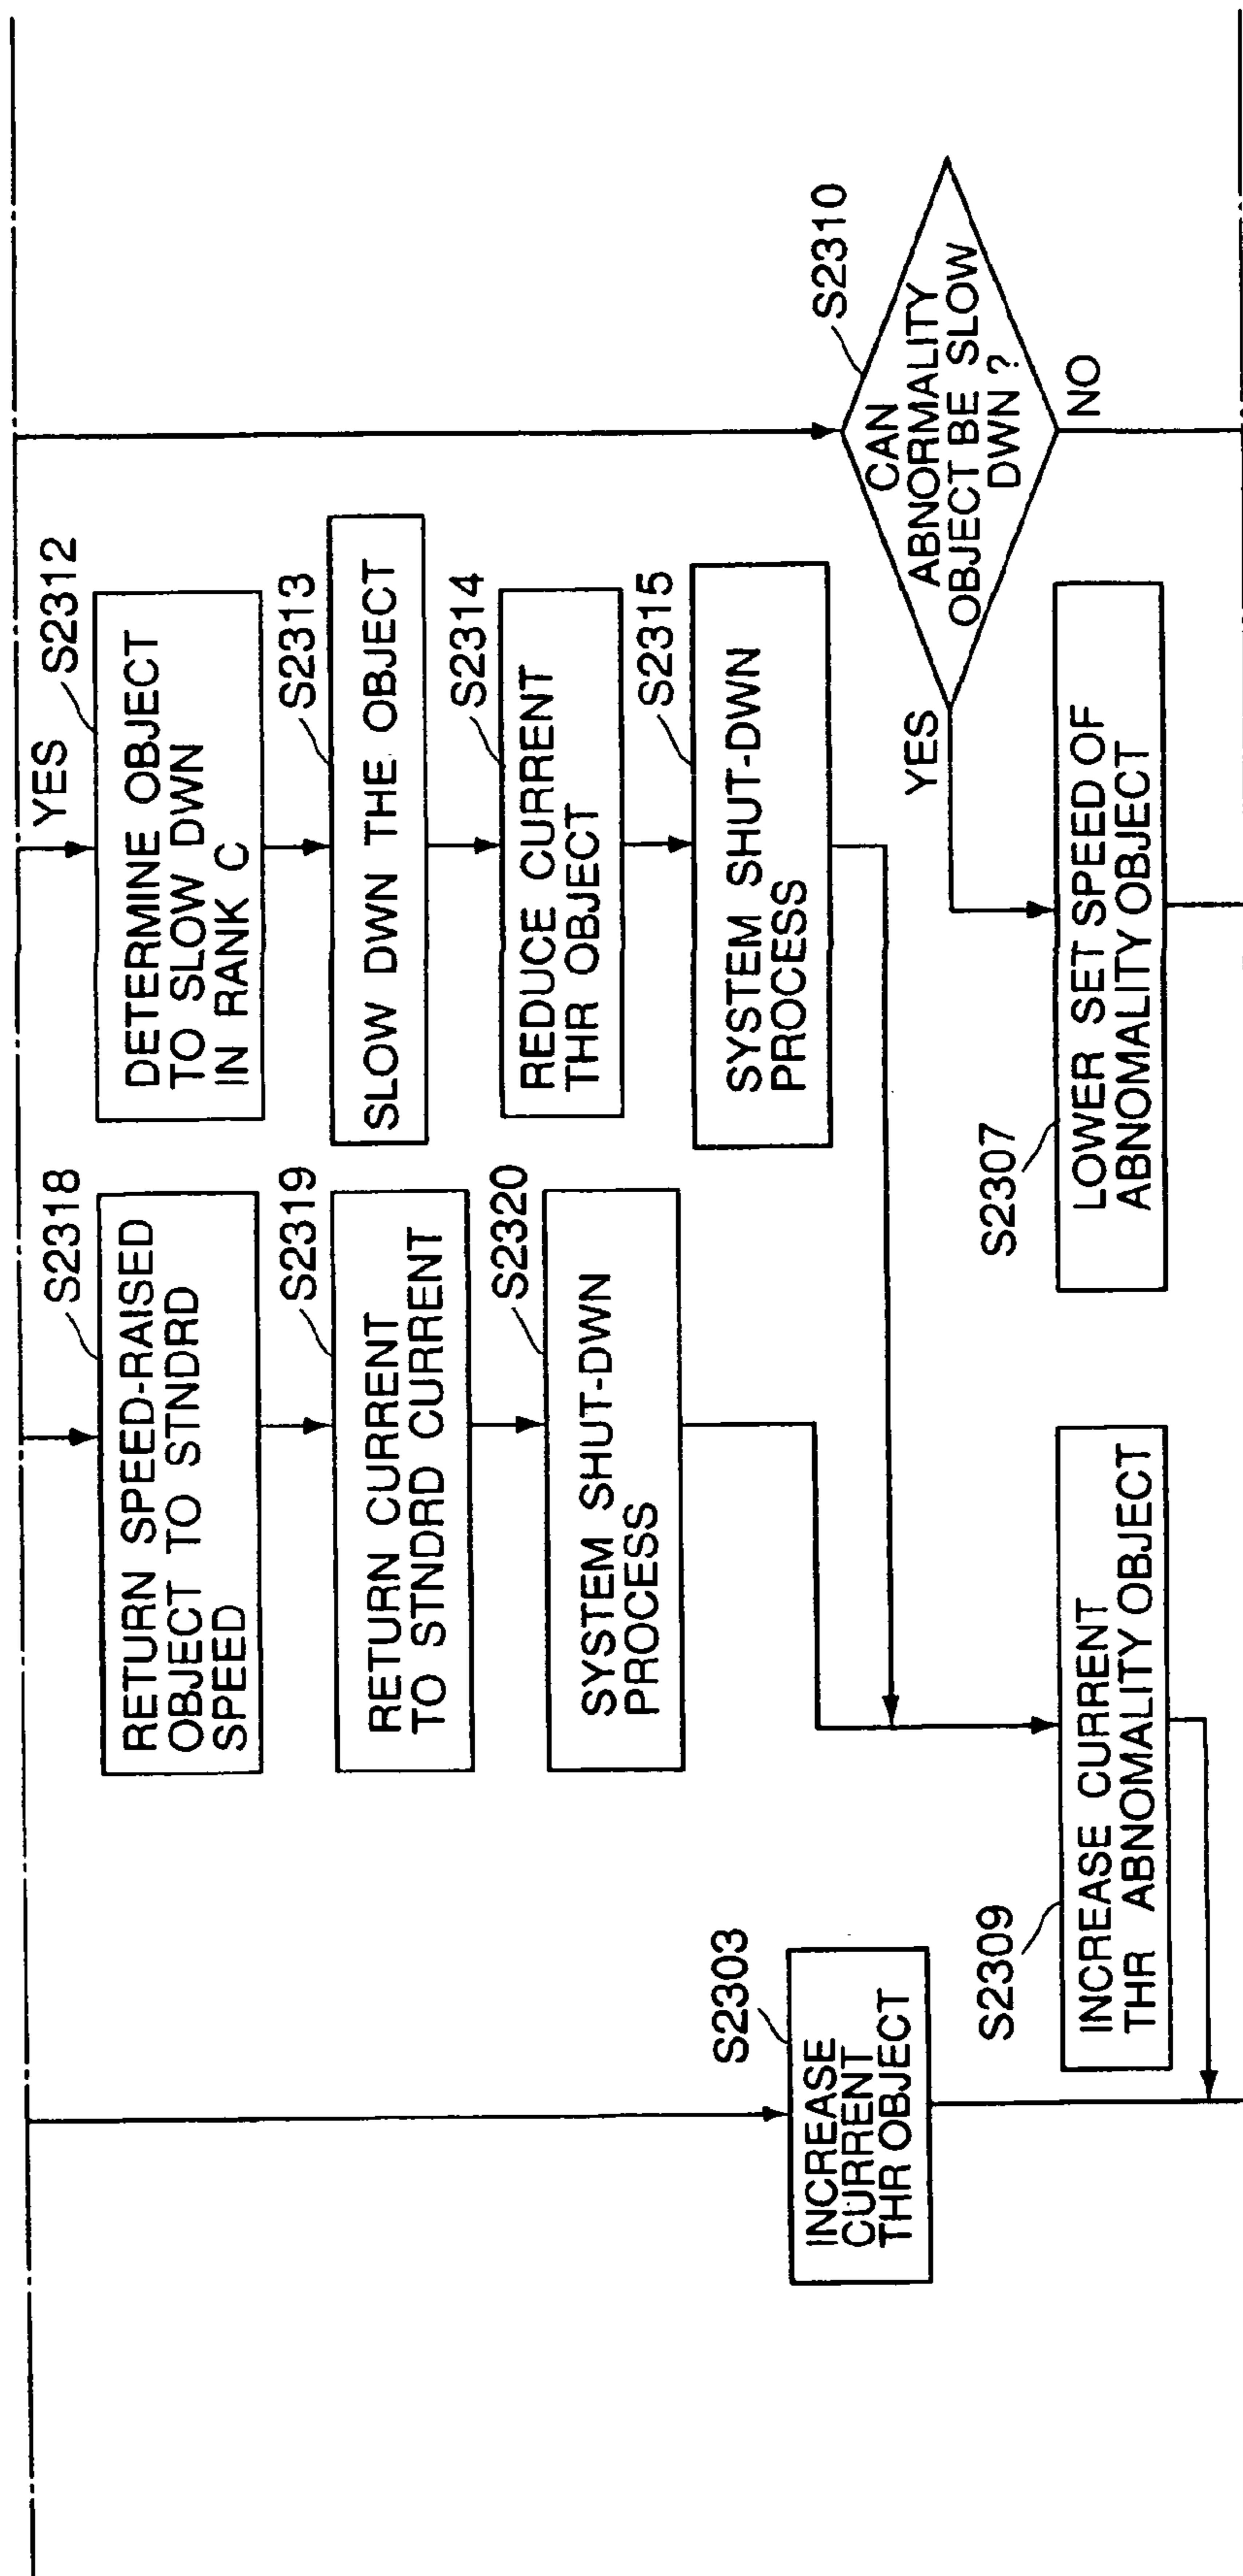 S2318
RETURN SPEED-RAISED
OBJECT TO STNDRD
SPEED
S2319
RETURN CURRENT
TO STNDRD CURRENT
S2320
SYSTEM SHUT-DWN
PROCESS
YES
S2312
DETERMINE OBJECT
TO SLOW DWN
IN RANK C
S2313
SLOW DWN THE OBJECT
S2314
REDUCE CURRENT
THR OBJECT
S2315
SYSTEM SHUT-DWN
PROCESS
S2303
INCREASE
CURRENT
THR OBJECT
S2309
INCREASE CURRENT
THR ABNOMALITY OBJECT
S2310
CAN
ABNORMALITY
OBJECT BE SLOW
DWN ?
YES
NO
S2307
LOWER SET SPEED OF
ABNOMALITY OBJECT